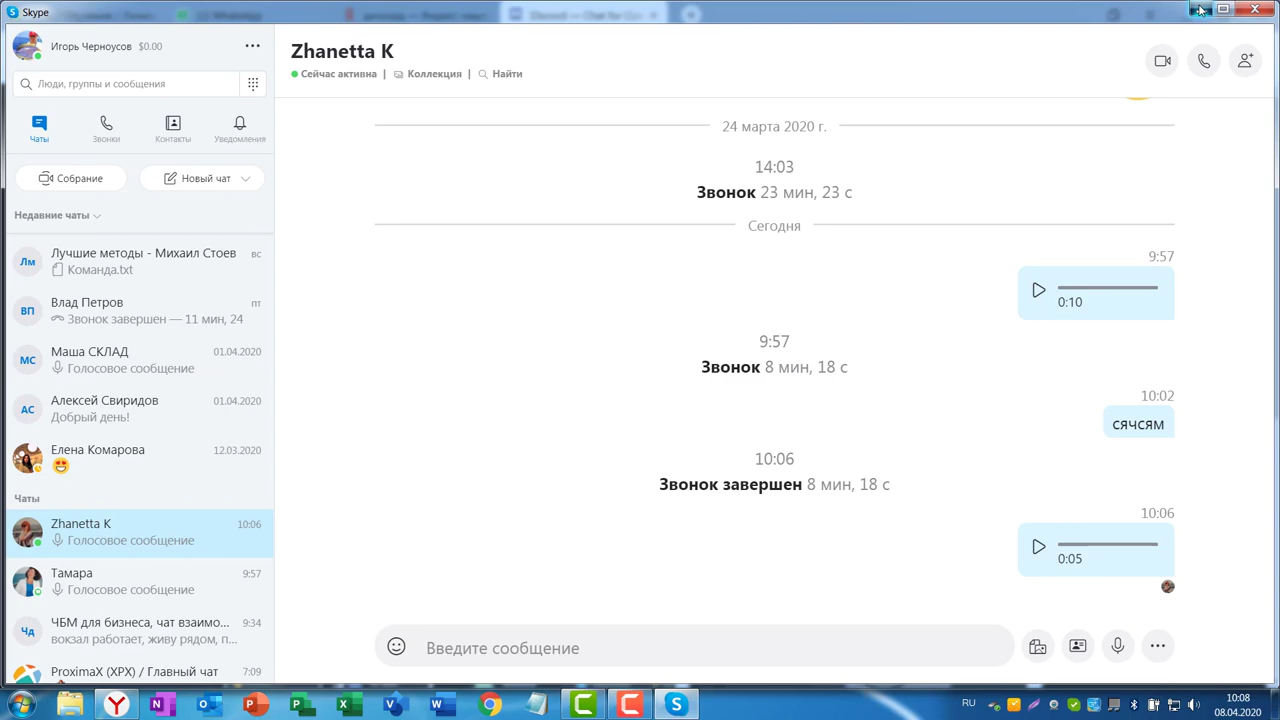 Skype
Игорь Черноусов $0.00
Люди, группы и сообщения
Чаты
Звонки
Контакты
Уведомления
Собрание
Новый чат
Недавние чаты
Лм
Лучшие методы - Михаил Стоев
вс
Команда.txt
ВП
Влад Петров
пт
Звонок завершен — 11 мин, 24
МС
Маша СКЛАД
01.04.2020
Голосовое сообщение
АС
Алексей Свиридов
01.04.2020
Добрый день!
Елена Комарова
12.03.2020
Чаты
Zhanetta K
10:06
Голосовое сообщение
Тамара
9:57
Голосовое сообщение
Чд
ЧБМ для бизнеса, чат взаимо...
9:34
вокзал работает, живу рядом, п...
ProximaX (XPX) / Главный чат
7:09
Zhanetta K
Сейчас активна | Коллекция | Найти
24 марта 2020 г.
14:03
Звонок 23 мин, 23 с
Сегодня
9:57
0:10
9:57
Звонок 8 мин, 18 с
10:02
сячсям
10:06
Звонок завершен 8 мин, 18 с
10:06
0:05
Введите сообщение
RU
10:08
08.04.2020